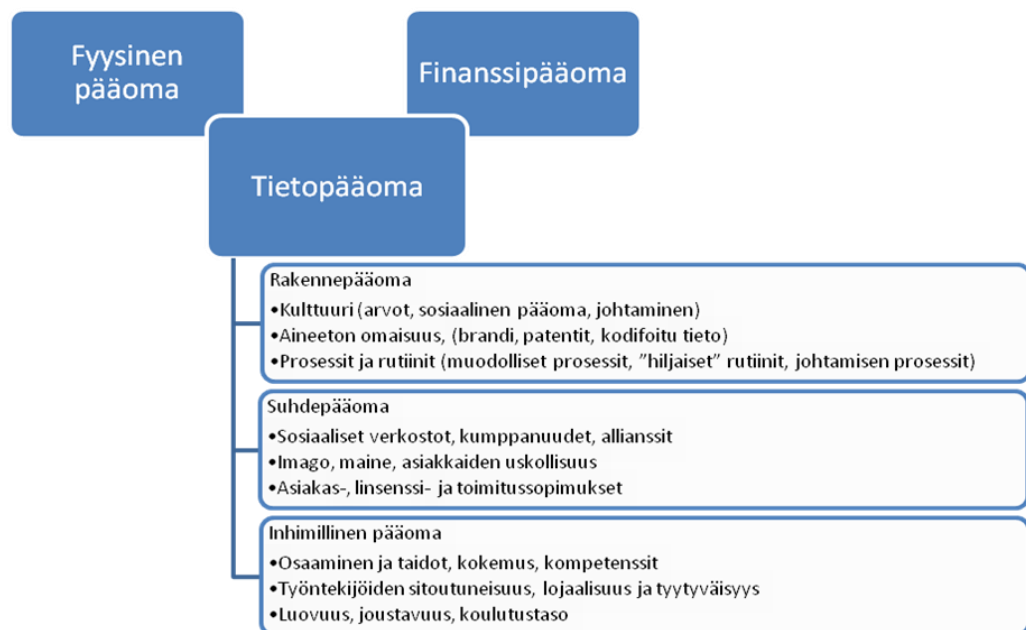 Fyysinen
pääoma
Finanssipääoma
Tietopääoma
Rakennepääoma
•Kulttuuri (arvot, sosiaalinen pääoma, johtaminen)
•Aineeton omaisuus, (brandi, patentit, kodifoitu tieto)
•Prosessit ja rutiinit (muodolliset prosessit, ”hiljaiset” rutiinit, johtamisen prosessit)
Suhdepääoma
•Sosiaaliset verkostot, kumppanuudet, allianssit
•Imago, maine, asiakkaiden uskollisuus
•Asiakas-, linsenssi- ja toimitussopimukset
Inhimillinen pääoma
•Osaaminen ja taidot, kokemus, kompetenssit
•Työntekijöiden sitoutuneisuus, lojaalisuus ja tyytyväisyys
•Luovuus, joustavuus, koulutustaso